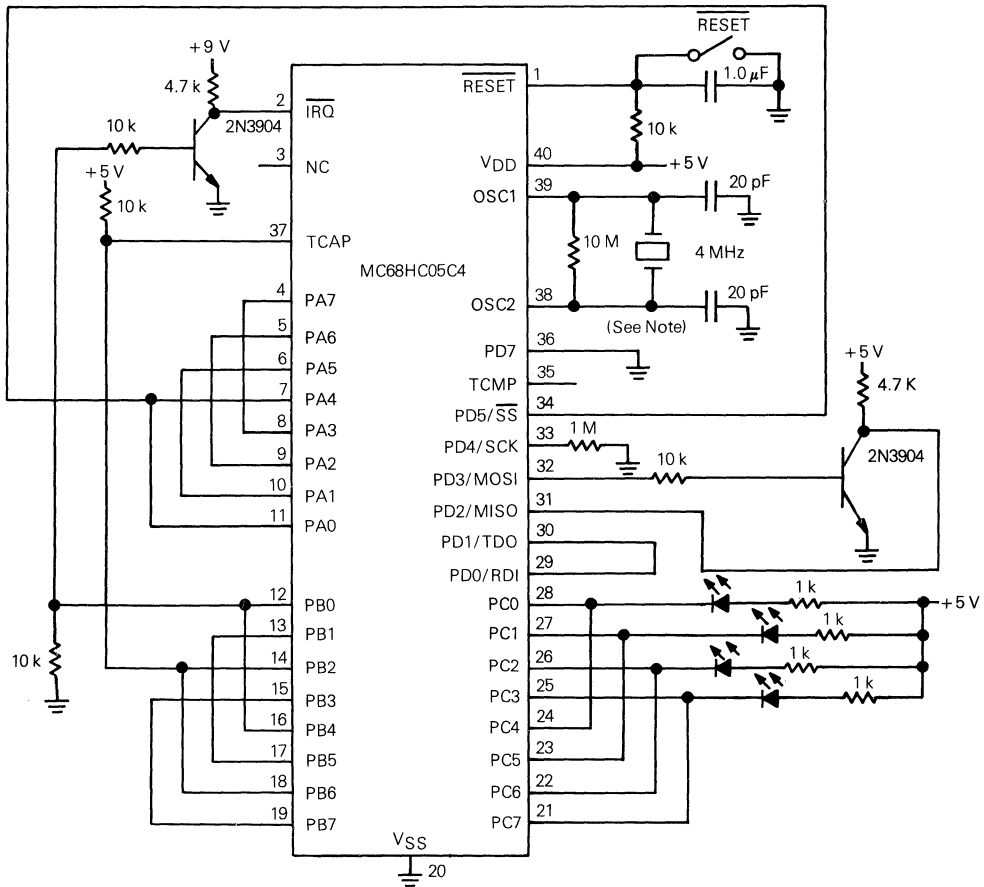 RESET
+9 V
4.7 k
2
IRQ
2N3904
10 k
3
NC
+5 V
10 k
37
TCAP
MC68HC05C4
4
PA7
5
PA6
6
PA5
7
PA4
8
PA3
9
PA2
10
PA1
11
PA0
12
PB0
13
PB1
14
PB2
15
PB3
16
PB4
17
PB5
18
PB6
19
PB7
10 k
VSS
20
RESET
1
1.0 μF
10 k
VDD
40
+5 V
OSC1
39
20 pF
10 M
4 MHz
OSC2
38
20 pF
(See Note)
PD7
36
TCMP
35
PD5/SS
34
PD4/SCK
33
1 M
PD3/MOSI
32
10 k
PD2/MISO
31
PD1/TDO
30
PD0/RDI
29
+5 V
4.7 K
2N3904
PC0
28
1 k
+5 V
PC1
27
1 k
PC2
26
1 k
PC3
25
1 k
PC4
24
PC5
23
PC6
22
PC7
21